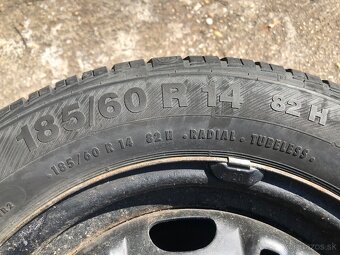 185/60 R 14 82 H
185/60 R 14 82 H . RADIAL . TUBELESS .